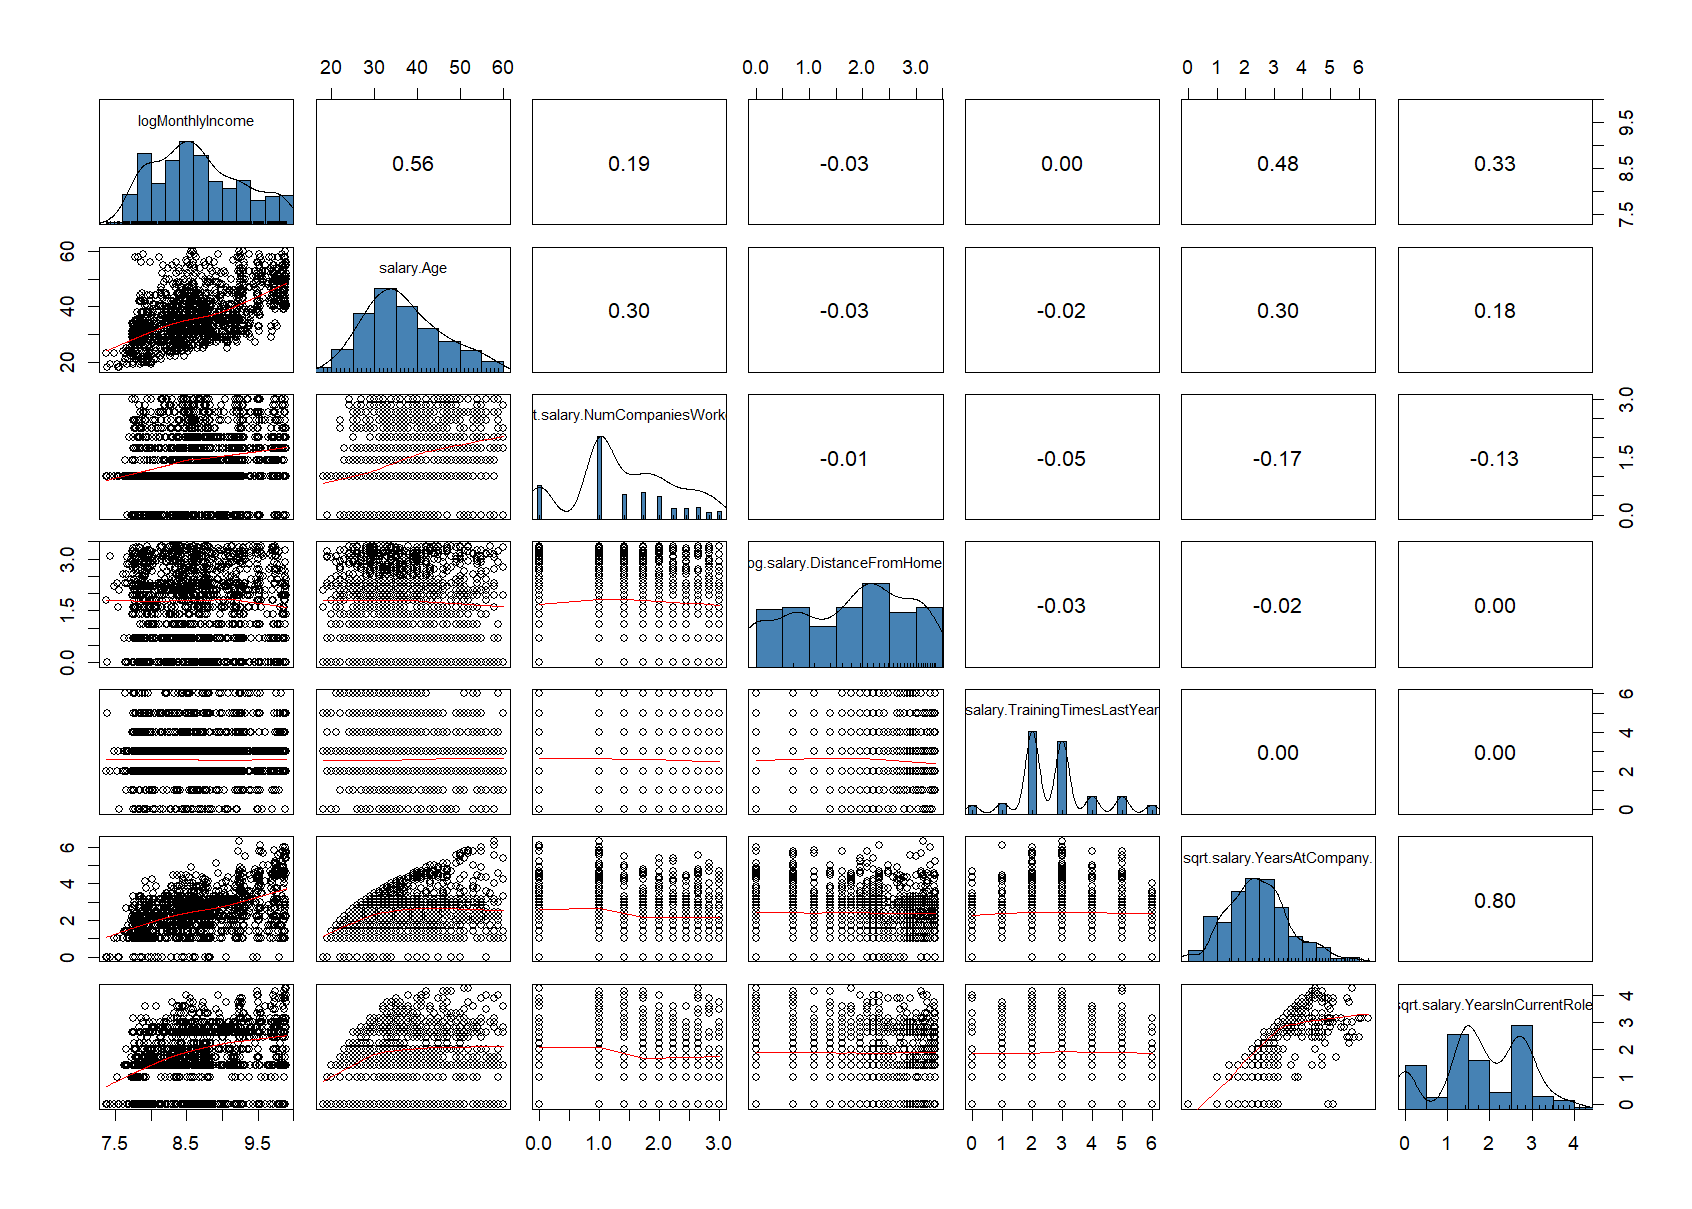 20 30 40 50 60 0.0 1.0 2.0 3.0 0 1 2 3 4 5 6
logMonthlyIncome
0.56 0.19 -0.03 0.00 0.48 0.33
7.5 8.5 9.5
salary.Age
20 40 60
0.30 -0.03 -0.02 0.30 0.18
t.salary.NumCompaniesWork
-0.01 -0.05 -0.17 -0.13
0.0 1.5 3.0
og.salary.DistanceFromHome
0.0 1.5 3.0
-0.03 -0.02 0.00
salary.TrainingTimesLastYear
0.00 0.00
0 2 4 6
sqrt.salary.YearsAtCompany.
0 2 4 6
0.80
sqrt.salary.YearsInCurrentRole
0 1 2 3 4
7.5 8.5 9.5 0.0 1.0 2.0 3.0 0 1 2 3 4 5 6 0 1 2 3 4